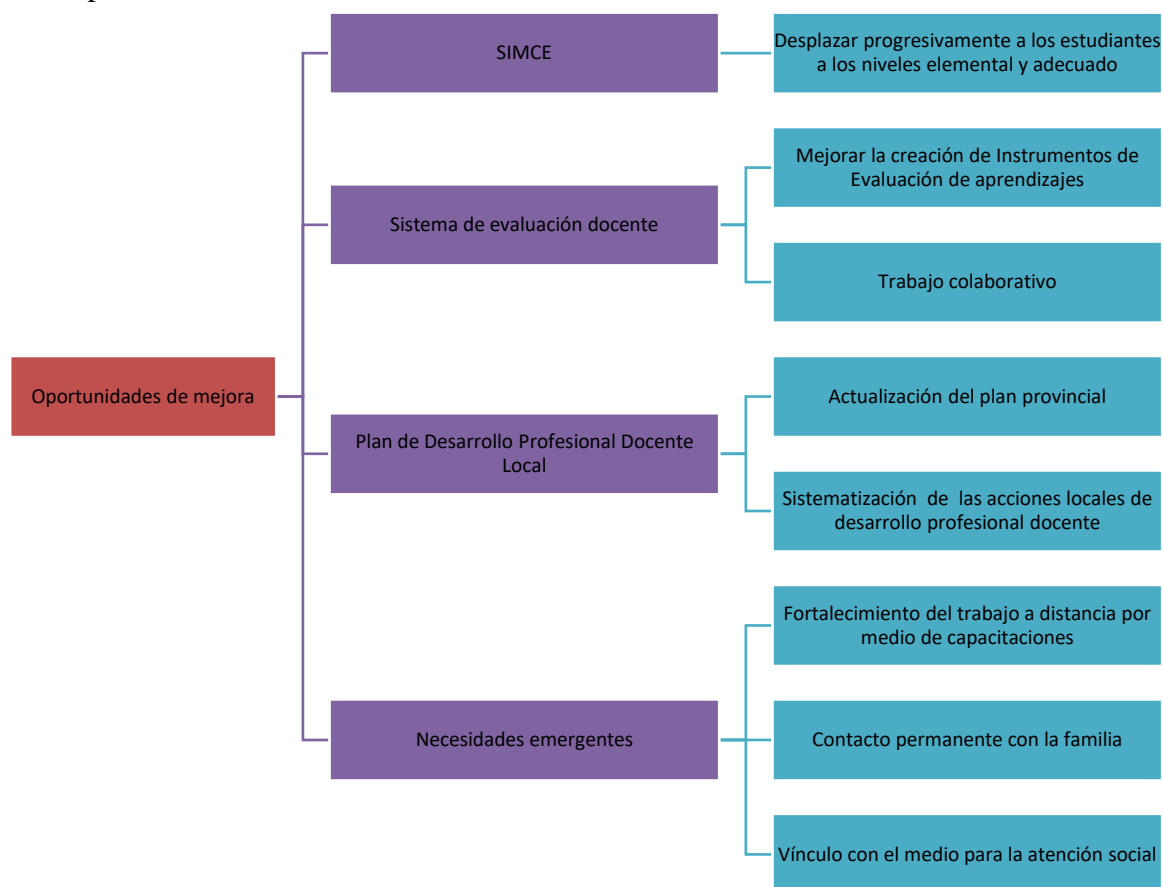 SIMCE
Desplazar progresivamente a los estudiantes
a los niveles elemental y adecuado
Sistema de evaluación docente
Mejorar la creación de Instrumentos de
Evaluación de aprendizajes
Trabajo colaborativo
Oportunidades de mejora
Plan de Desarrollo Profesional Docente
Local
Actualización del plan provincial
Sistematización de las acciones locales de
desarrollo profesional docente
Necesidades emergentes
Fortalecimiento del trabajo a distancia por
medio de capacitaciones
Contacto permanente con la familia
Vínculo con el medio para la atención social